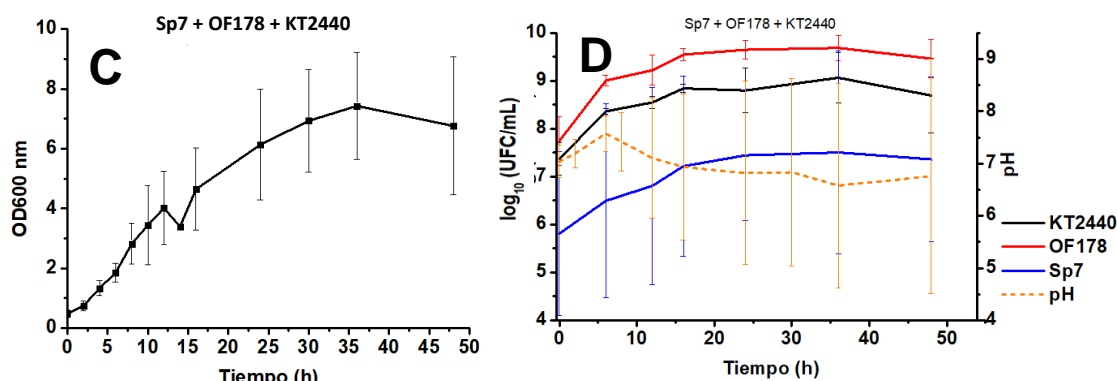 Sp7 + OF178 + KT2440
C
OD600 nm
10
8
6
4
2
0
0 5 10 15 20 25 30 35 40 45 50
Tiempo (h)
Sp7 + OF178 + KT2440
D
log10 (UFC/mL)
10
9
8
7
6
5
4
0 10 20 30 40 50
Tiempo (h)
9
8
7
6
5
4
pH
KT2440
OF178
Sp7
pH